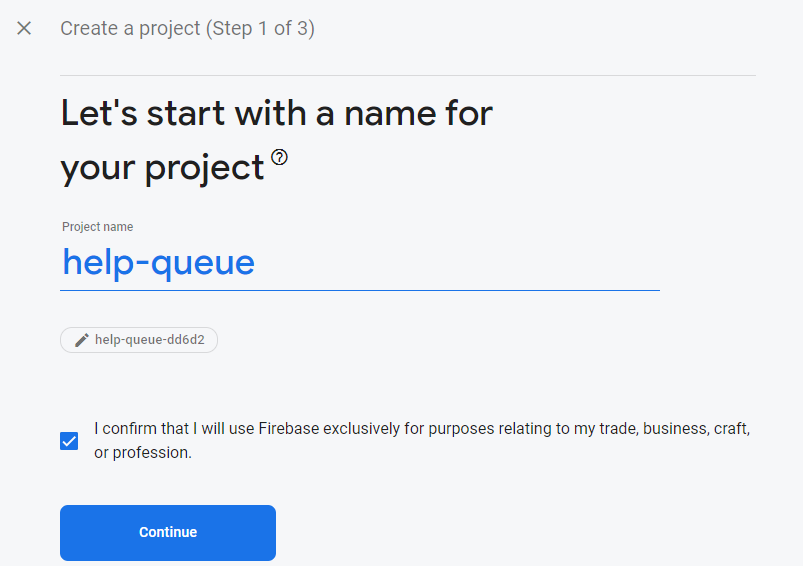 Create a project (Step 1 of 3)
Let's start with a name for
your project
Project name
help-queue
help-queue-dd6d2
I confirm that I will use Firebase exclusively for purposes relating to my trade, business, craft,
or profession.
Continue